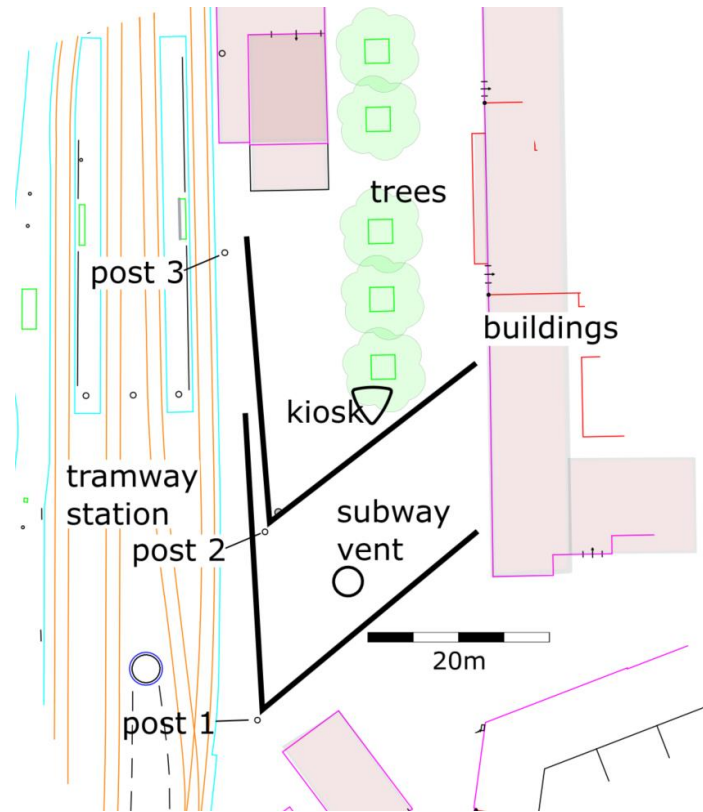 trees
post 3
buildings
kiosk
tramway
station
subway
vent
post 2
20m
post 1